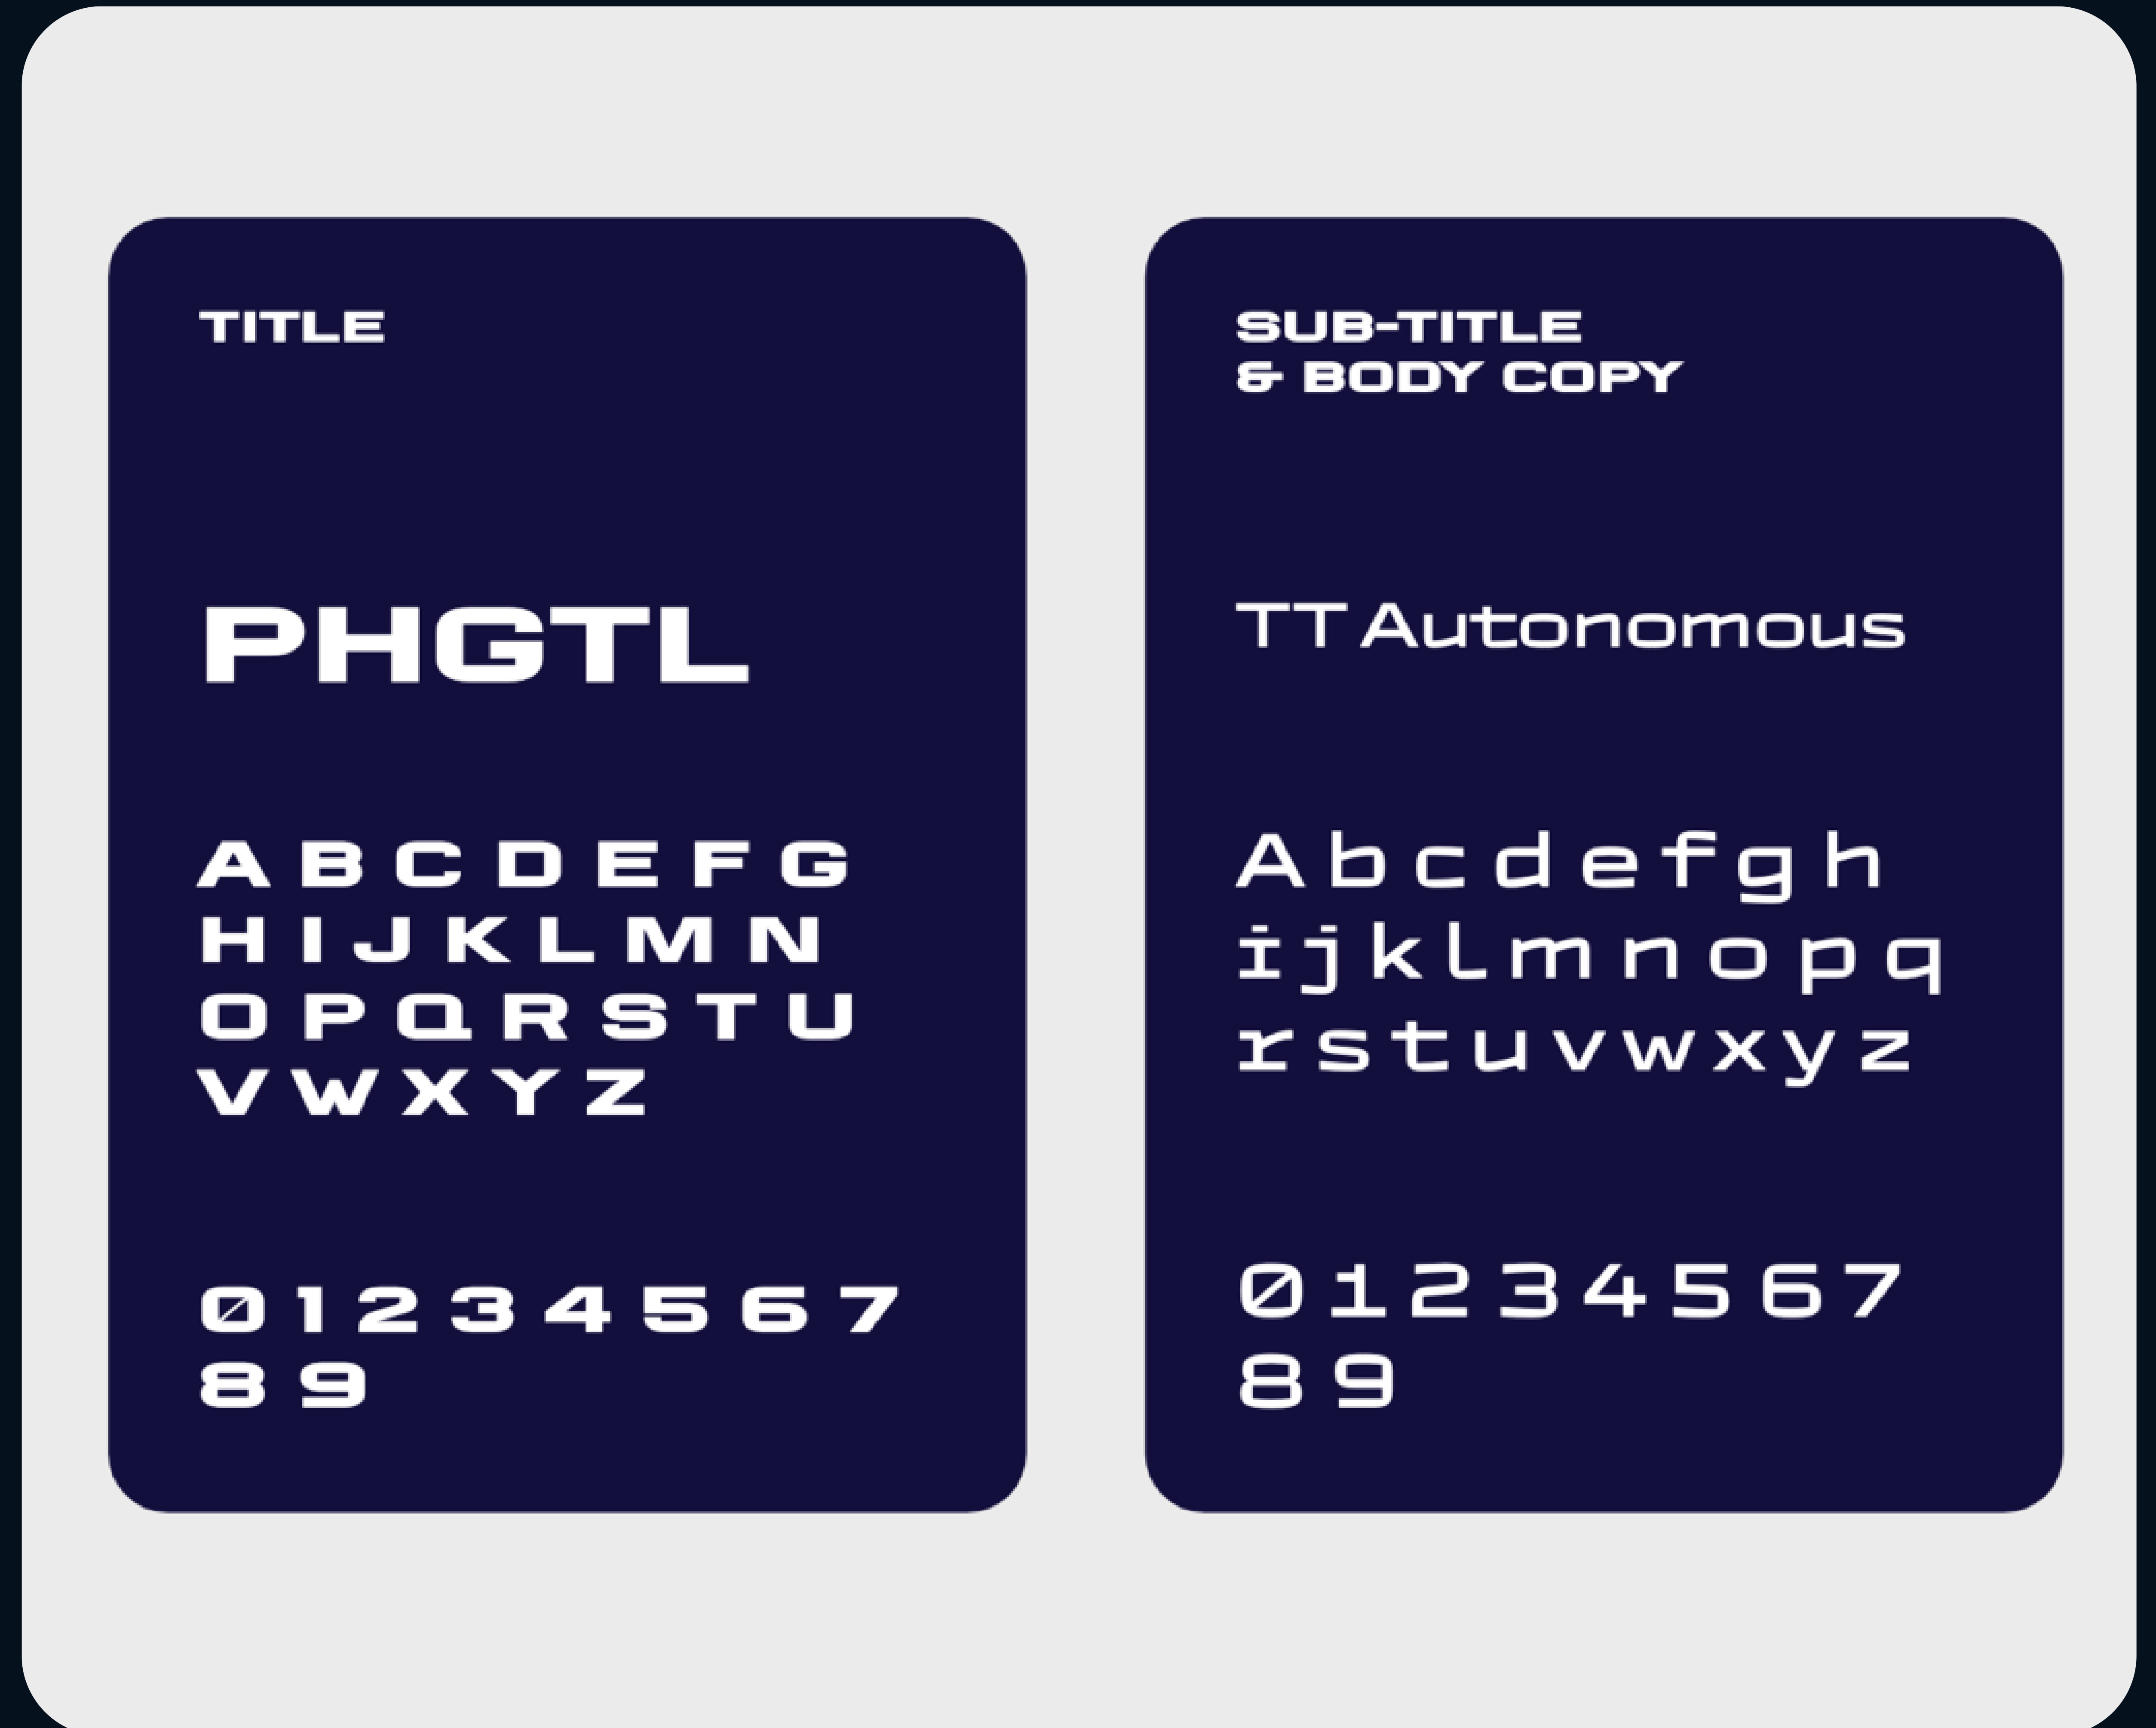 TITLE
PHGTL
A B C D E F G
H I J K L M N
O P Q R S T U
V W X Y Z
0 1 2 3 4 5 6 7
8 9
SUB-TITLE
& BODY COPY
TT Autonomous
A b c d e f g h
i j k l m n o p q
r s t u v w x y z
0 1 2 3 4 5 6 7
8 9